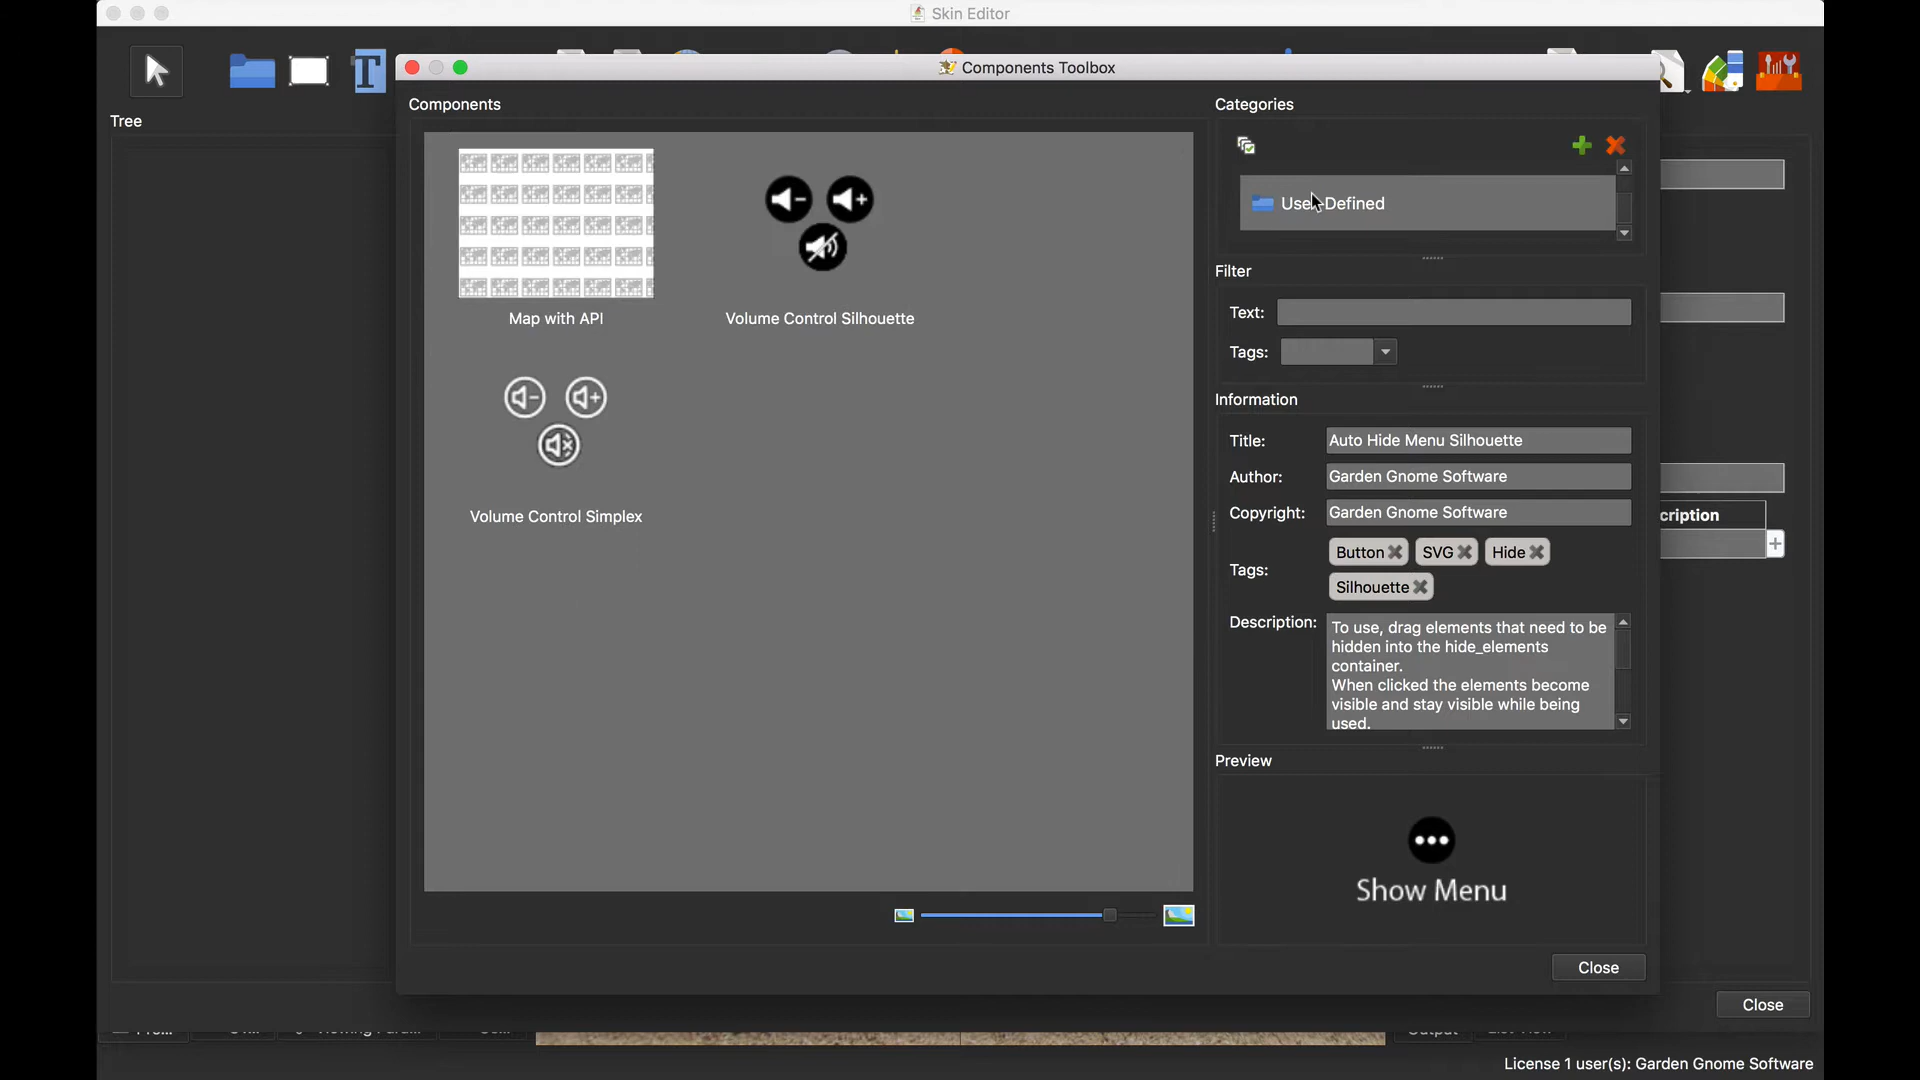 Skin Editor
Components Toolbox
Tree
Components
Categories
User Defined
Filter
Text:
Tags:
Map with API
Volume Control Silhouette
Volume Control Simplex
Information
Title: Auto Hide Menu Silhouette
Author: Garden Gnome Software
Copyright: Garden Gnome Software
Tags: Button SVG Hide
Silhouette
Description: To use, drag elements that need to be
hidden into the hide_elements
container.
When clicked the elements become
visible and stay visible while being
used.
cription
Preview
Show Menu
Close
Close
License 1 user(s): Garden Gnome Software